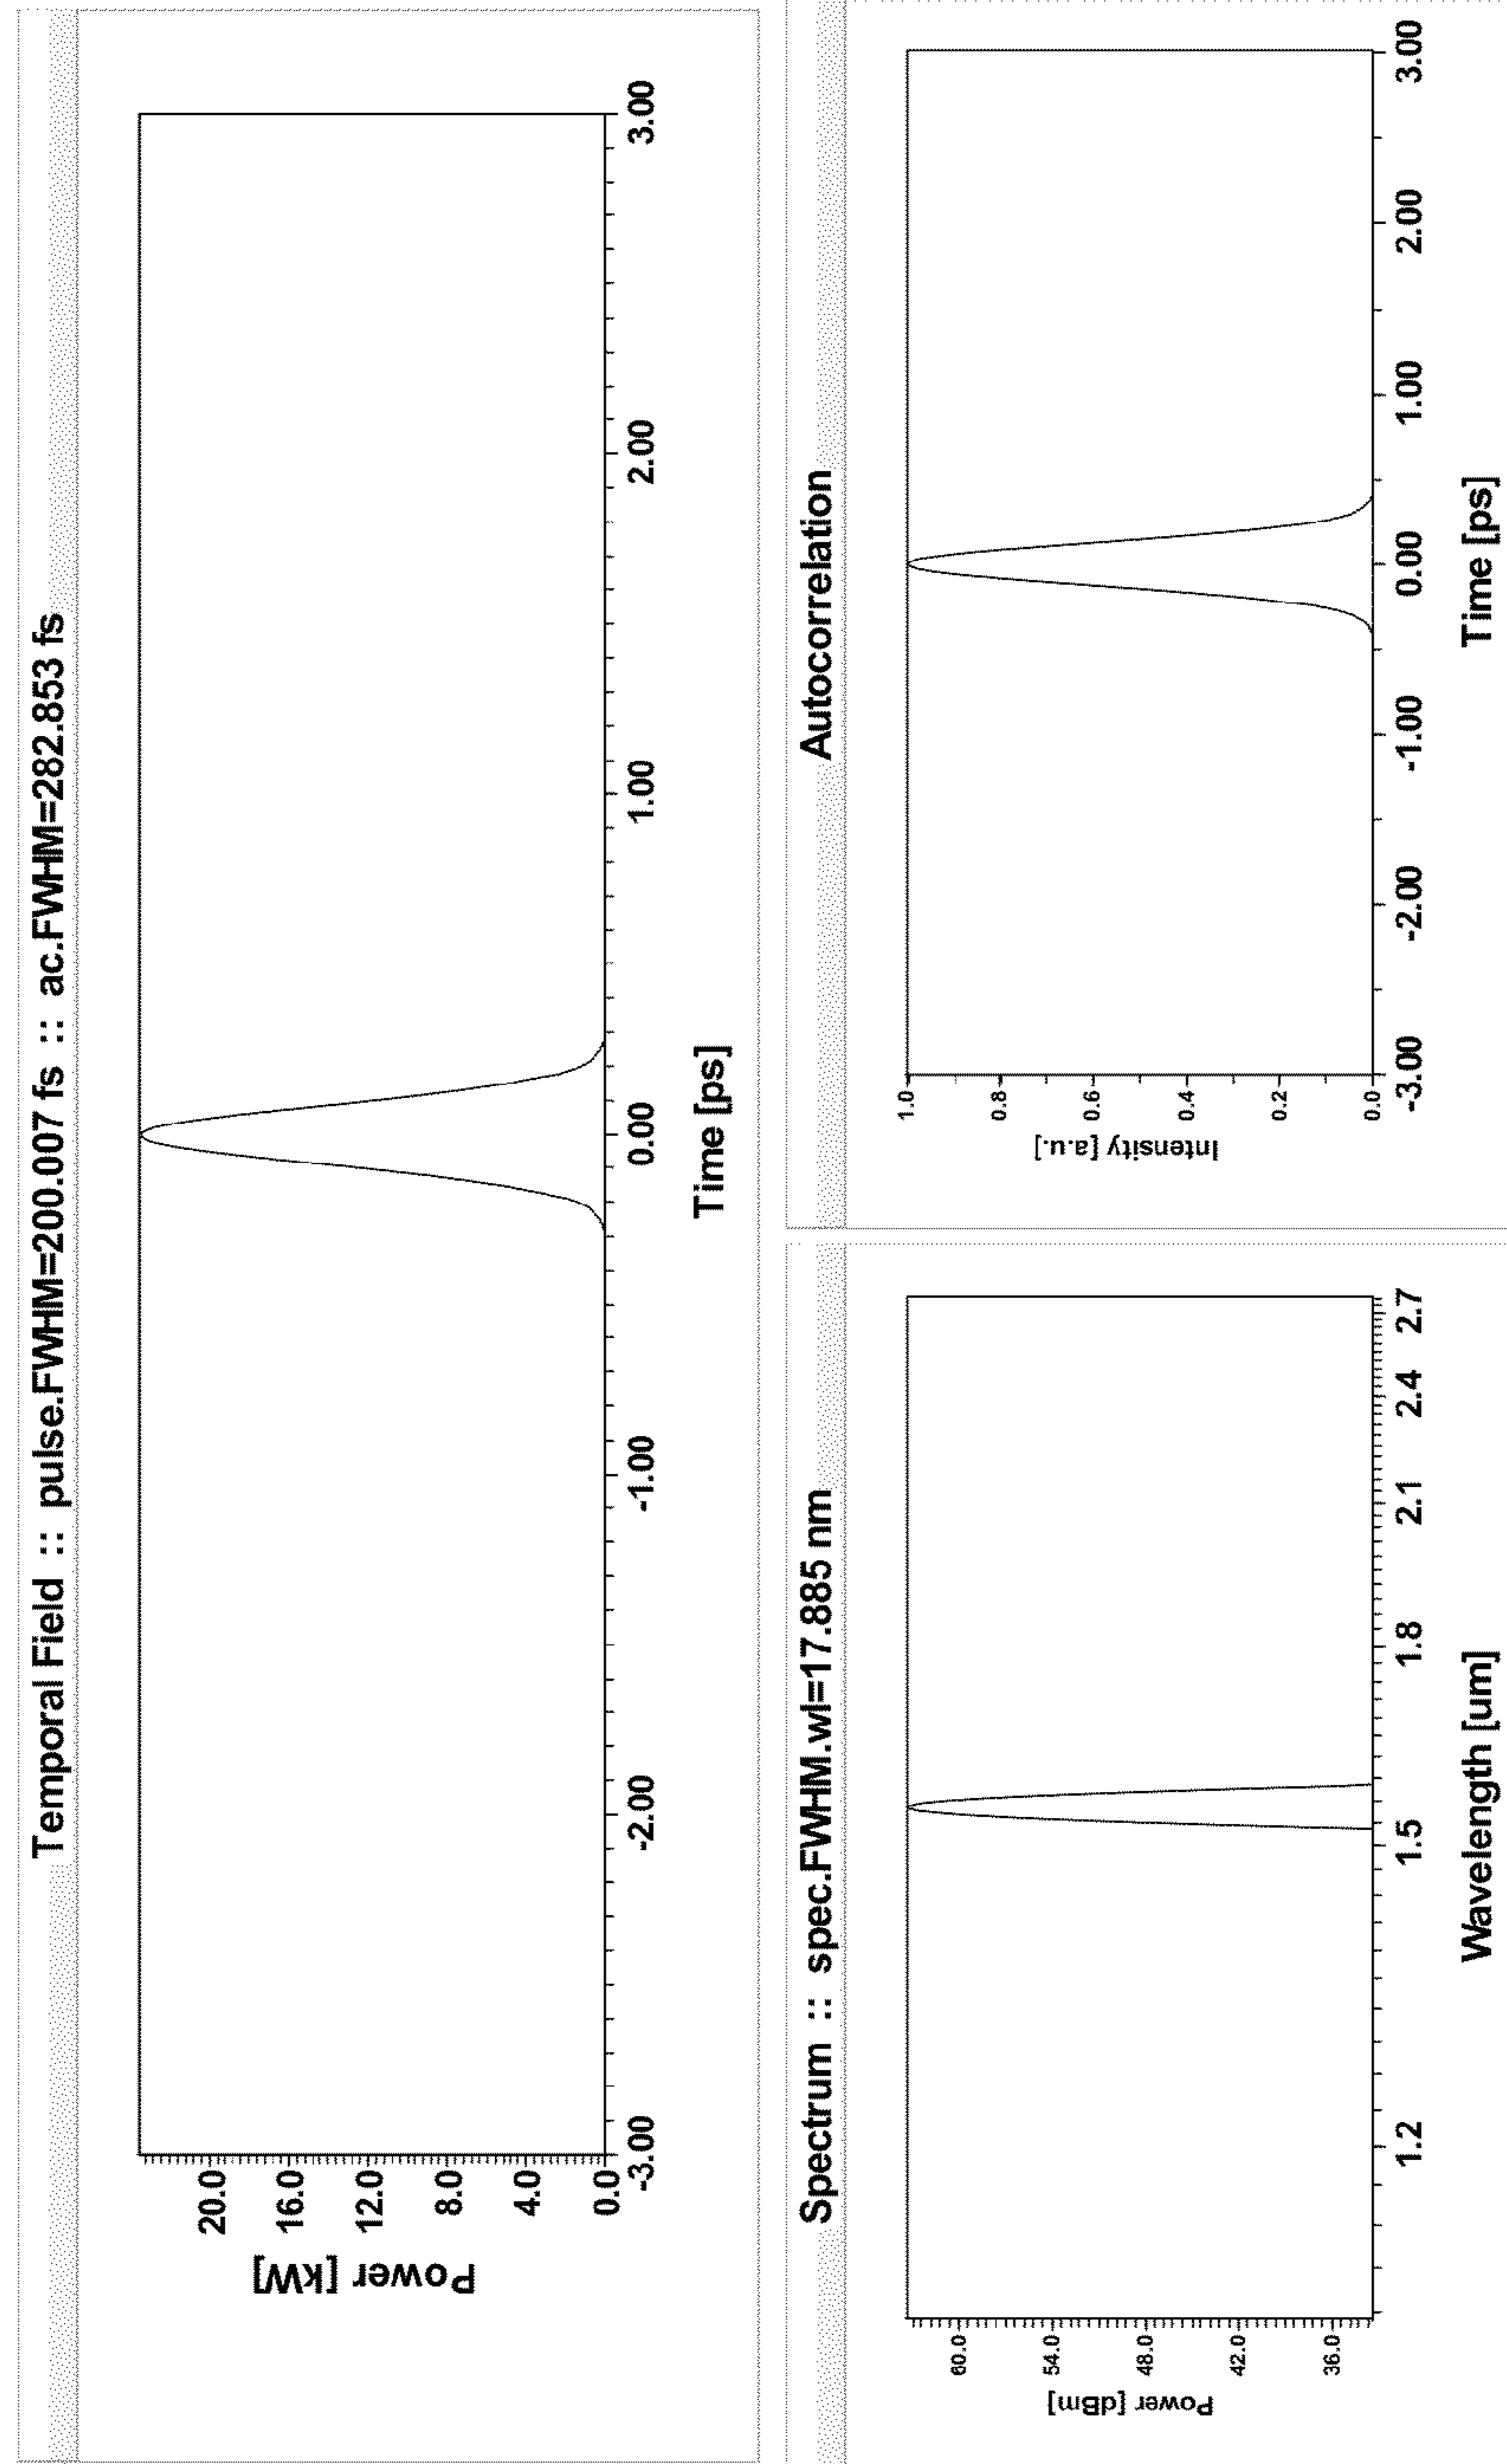 Temporal Field :: pulse.FWHM=200.007 fs :: ac.FWHM=282.853 fs
Power [kW]
20.0
16.0
12.0
8.0
4.0
0.0
-3.00 -2.00 -1.00 0.00 1.00 2.00 3.00
Time [ps]
Spectrum :: spec.FWHM.wl=17.885 nm
Power [dBm]
60.0
54.0
48.0
42.0
36.0
1.2 1.5 1.8 2.1 2.4 2.7
Wavelength [um]
Autocorrelation
Intensity [a.u.]
1.0
0.8
0.6
0.4
0.2
0.0
-3.00 -2.00 -1.00 0.00 1.00 2.00 3.00
Time [ps]